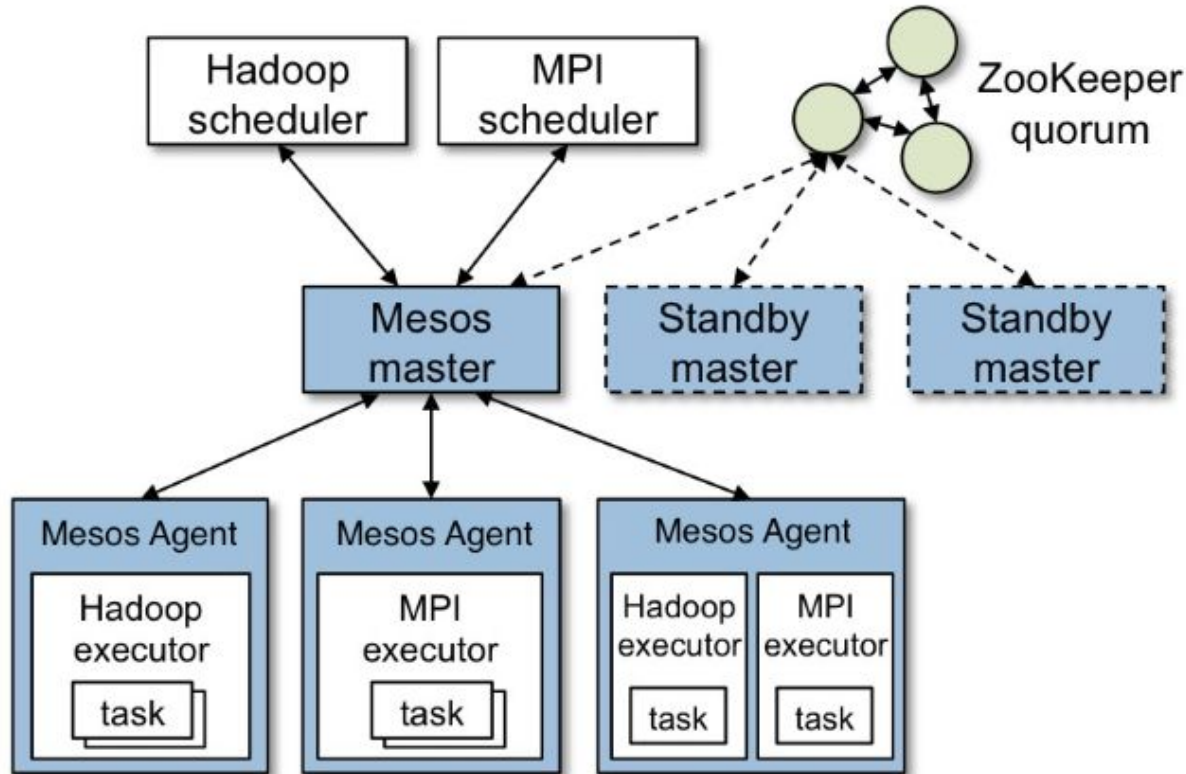 Hadoop
scheduler
MPI
scheduler
ZooKeeper
quorum
Mesos
master
Standby
master
Standby
master
Mesos Agent
Hadoop
executor
task
Mesos Agent
MPI
executor
task
Mesos Agent
Hadoop
executor
task
MPI
executor
task